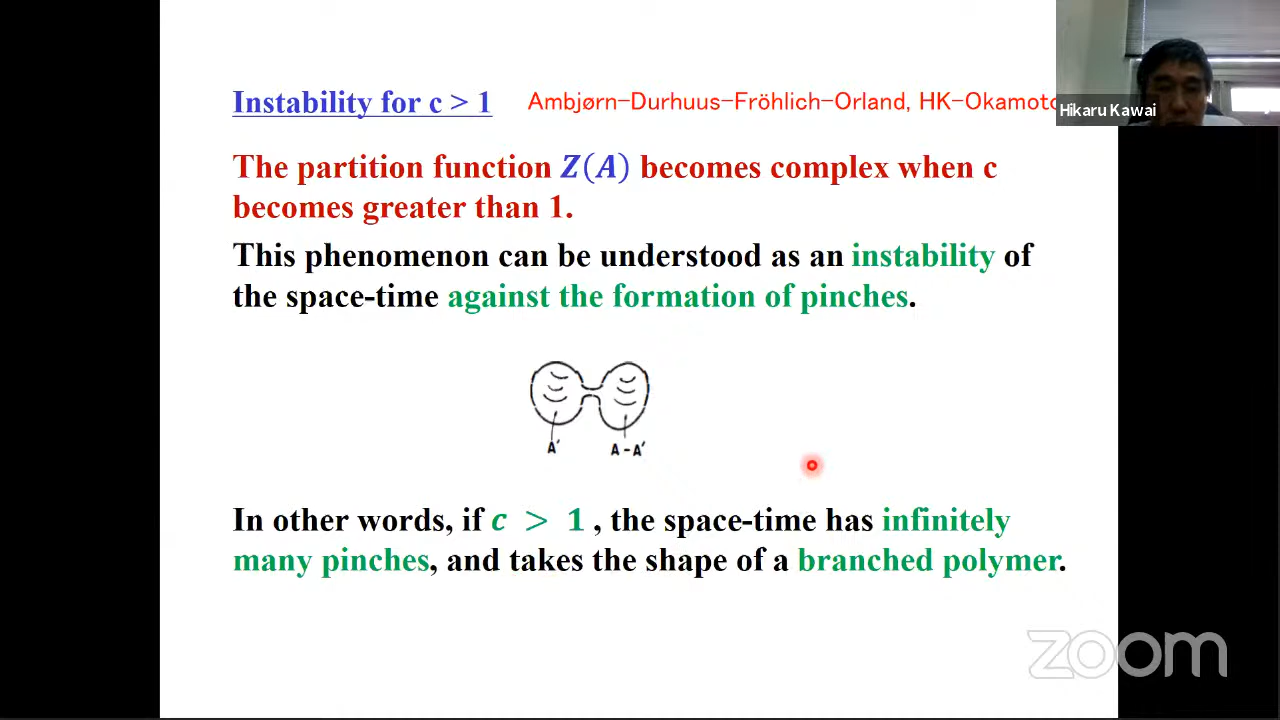 Instability for c > 1 Ambjørn-Durhuus-Fröhlich-Orland, HK-Okamoto
Hikaru Kawai
The partition function Z(A) becomes complex when c
becomes greater than 1.
This phenomenon can be understood as an instability of
the space-time against the formation of pinches.
A' A-A'
In other words, if c > 1 , the space-time has infinitely
many pinches, and takes the shape of a branched polymer.
zoom